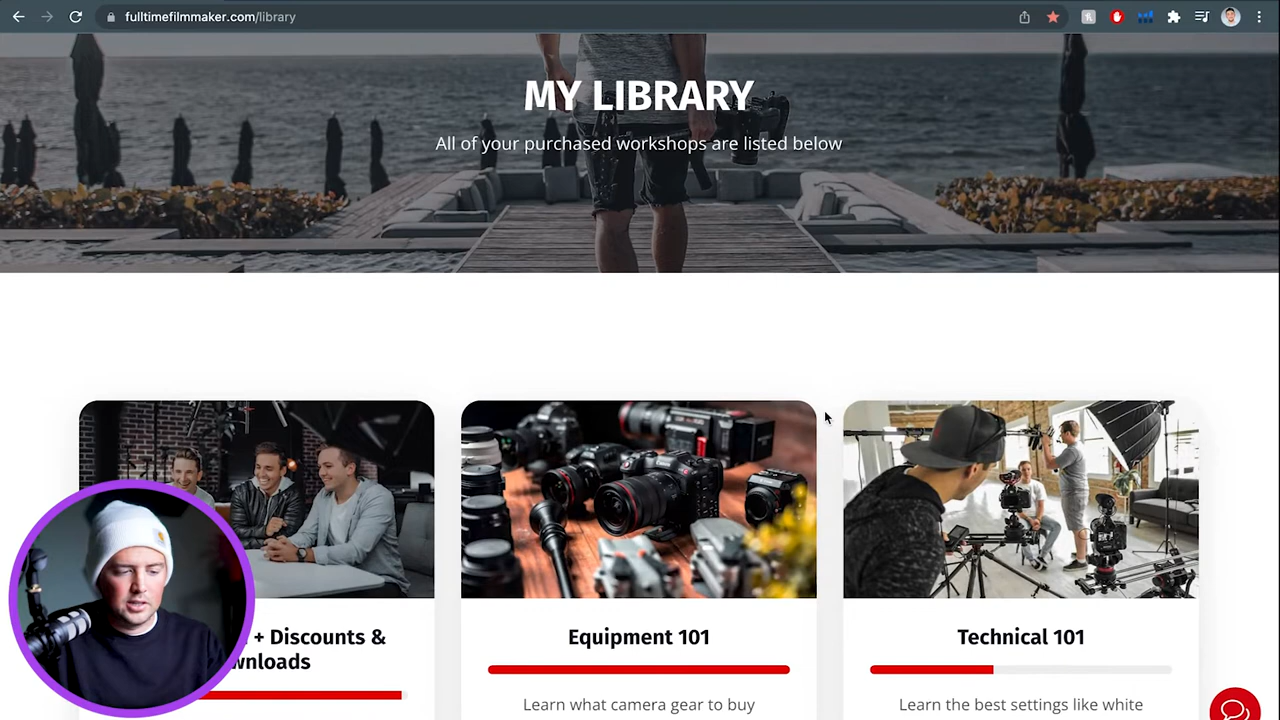 fulltimefilmmaker.com/library
MY LIBRARY
All of your purchased workshops are listed below
+ Discounts &
wnloads
Equipment 101
Technical 101
Learn what camera gear to buy
Learn the best settings like white